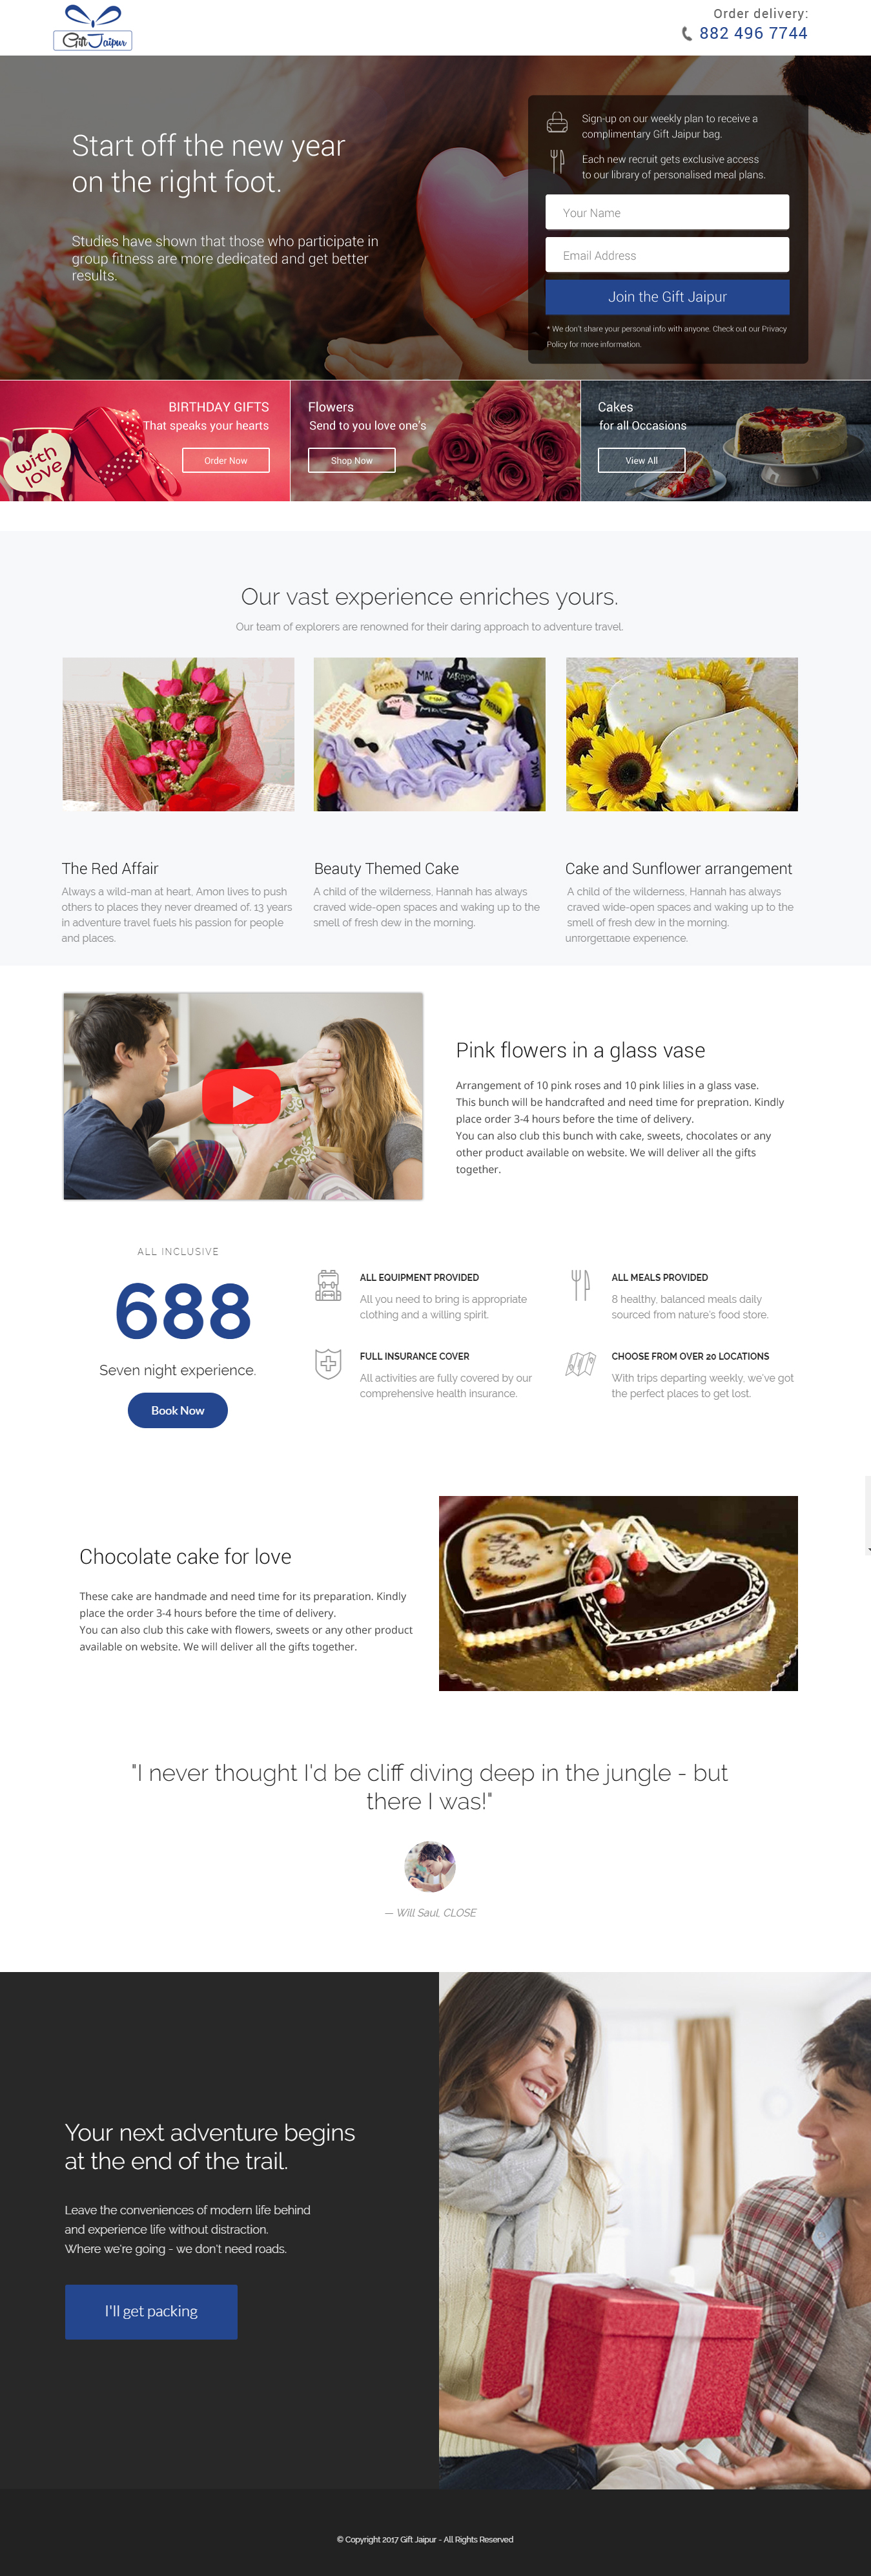 Gift Jaipur
Order delivery:
882 496 7744
Start off the new year
on the right foot.
Studies have shown that those who participate in
group fitness are more dedicated and get better
results.
Sign-up on our weekly plan to receive a
complimentary Gift Jaipur bag.
Each new recruit gets exclusive access
to our library of personalised meal plans.
Your Name
Email Address
Join the Gift Jaipur
* We don't share your personal info with anyone. Check out our Privacy
Policy for more information.
with
love
BIRTHDAY GIFTS
That speaks your hearts
Order Now
Flowers
Send to you love one's
Shop Now
Cakes
for all Occasions
View All
Our vast experience enriches yours.
Our team of explorers are renowned for their daring approach to adventure travel.
PARADA
MAC
PARADA
MAC
MAC
The Red Affair
Always a wild-man at heart, Amon lives to push
others to places they never dreamed of. 13 years
in adventure travel fuels his passion for people
and places.
Beauty Themed Cake
A child of the wilderness, Hannah has always
craved wide-open spaces and waking up to the
smell of fresh dew in the morning.
Cake and Sunflower arrangement
A child of the wilderness, Hannah has always
craved wide-open spaces and waking up to the
smell of fresh dew in the morning.
unforgettable experience.
Pink flowers in a glass vase
Arrangement of 10 pink roses and 10 pink lilies in a glass vase.
This bunch will be handcrafted and need time for prepration. Kindly
place order 3-4 hours before the time of delivery.
You can also club this bunch with cake, sweets, chocolates or any
other product available on website. We will deliver all the gifts
together.
ALL INCLUSIVE
688
Seven night experience.
Book Now
ALL EQUIPMENT PROVIDED
All you need to bring is appropriate
clothing and a willing spirit.
ALL MEALS PROVIDED
8 healthy, balanced meals daily
sourced from nature's food store.
FULL INSURANCE COVER
All activities are fully covered by our
comprehensive health insurance.
CHOOSE FROM OVER 20 LOCATIONS
With trips departing weekly, we've got
the perfect places to get lost.
Chocolate cake for love
These cake are handmade and need time for its preparation. Kindly
place the order 3-4 hours before the time of delivery.
You can also club this cake with flowers, sweets or any other product
available on website. We will deliver all the gifts together.
"I never thought I'd be cliff diving deep in the jungle - but
there I was!"
— Will Saul, CLOSE
Your next adventure begins
at the end of the trail.
Leave the conveniences of modern life behind
and experience life without distraction.
Where we're going - we don't need roads.
I'll get packing
© Copyright 2017 Gift Jaipur - All Rights Reserved